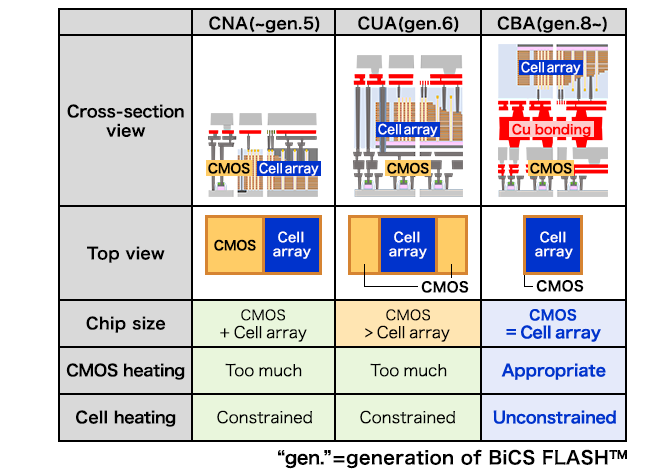 CNA(~gen.5) CUA(gen.6) CBA(gen.8~)
Cross-section
view
CMOS Cell array
Cell array
CMOS
Cell array
Cu bonding
CMOS
Top view
CMOS Cell
array
Cell
array
CMOS
Cell
array
CMOS
Chip size
CMOS
+ Cell array
CMOS
> Cell array
CMOS
= Cell array
CMOS heating Too much Too much Appropriate
Cell heating Constrained Constrained Unconstrained
“gen.”=generation of BiCS FLASH™